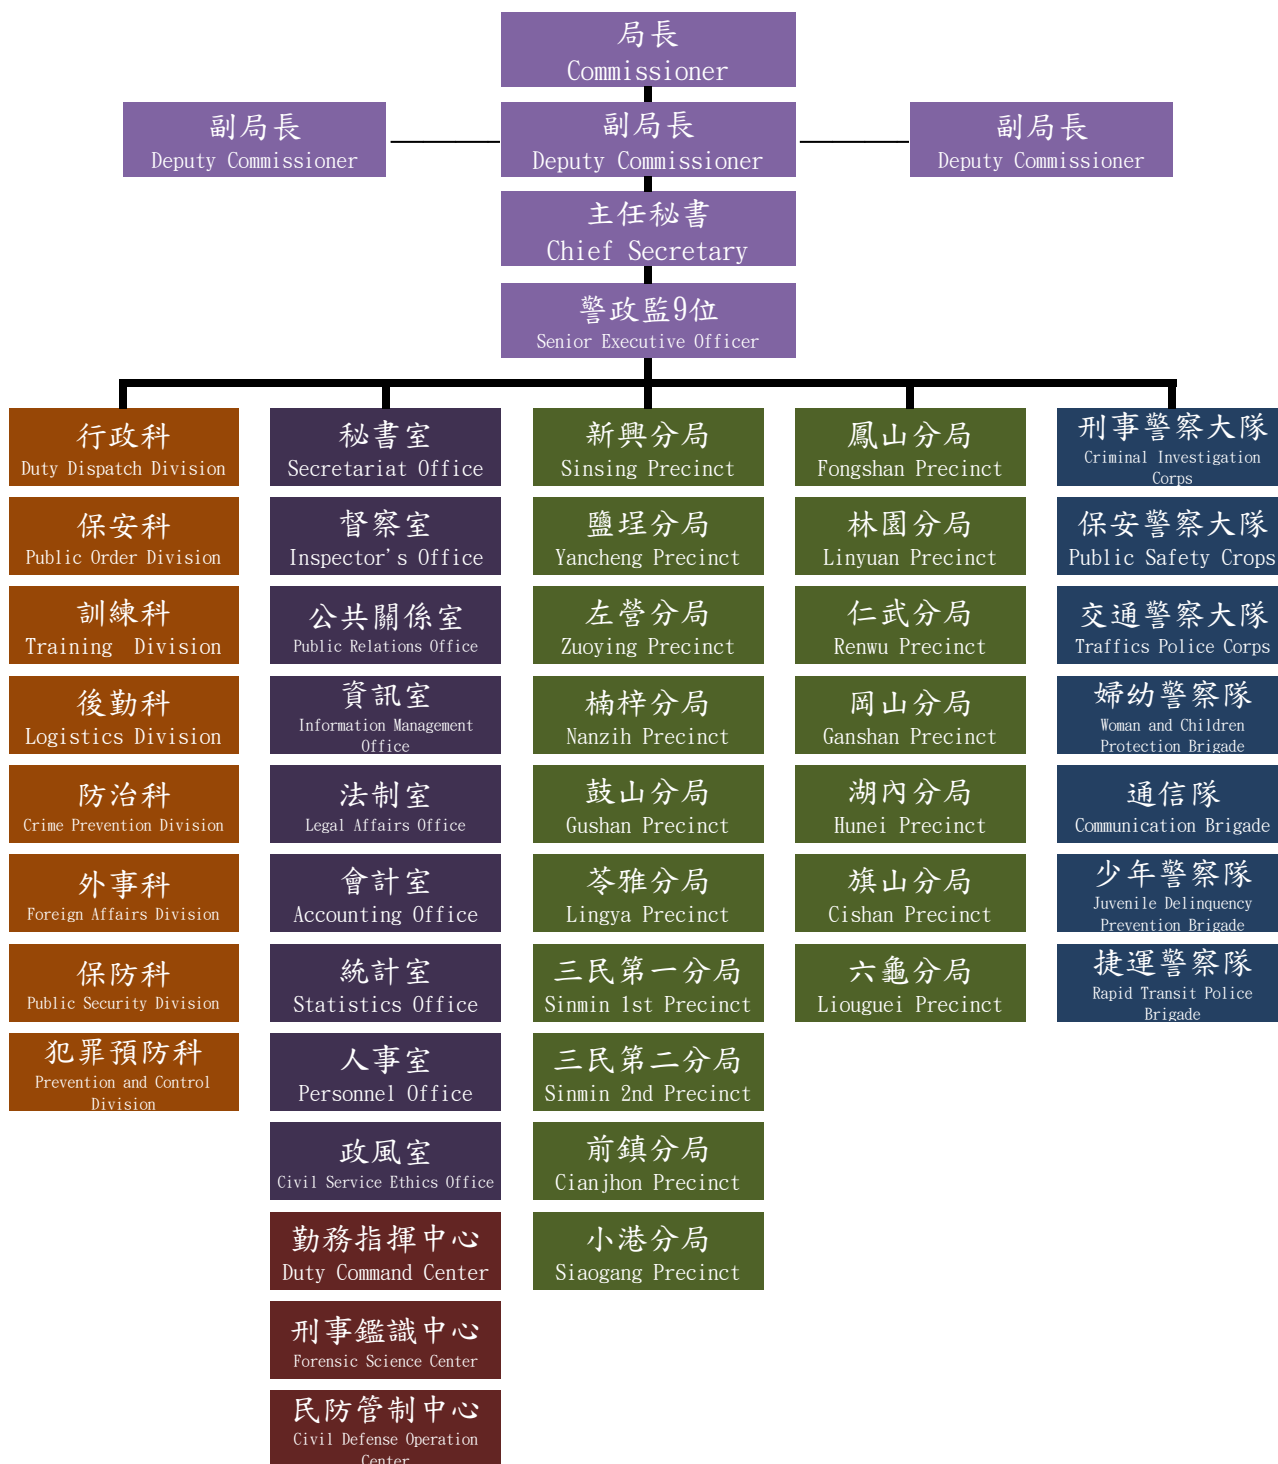 局長
Commissioner
副局長
Deputy Commissioner
副局長
Deputy Commissioner
副局長
Deputy Commissioner
主任秘書
Chief Secretary
警政監9位
Senior Executive Officer
行政科
Duty Dispatch Division
保安科
Public Order Division
訓練科
Training Division
後勤科
Logistics Division
防治科
Crime Prevention Division
外事科
Foreign Affairs Division
保防科
Public Security Division
犯罪預防科
Prevention and Control
Division
秘書室
Secretariat Office
督察室
Inspector's Office
公共關係室
Public Relations Office
資訊室
Information Management
Office
法制室
Legal Affairs Office
會計室
Accounting Office
統計室
Statistics Office
人事室
Personnel Office
政風室
Civil Service Ethics Office
勤務指揮中心
Duty Command Center
刑事鑑識中心
Forensic Science Center
民防管制中心
Civil Defense Operation
Center
新興分局
Sinsing Precinct
鹽埕分局
Yancheng Precinct
左營分局
Zuoying Precinct
楠梓分局
Nanzih Precinct
鼓山分局
Gushan Precinct
苓雅分局
Lingya Precinct
三民第一分局
Sinmin 1st Precinct
三民第二分局
Sinmin 2nd Precinct
前鎮分局
Cianjhon Precinct
小港分局
Siaogang Precinct
鳳山分局
Fongshan Precinct
林園分局
Linyuan Precinct
仁武分局
Renwu Precinct
岡山分局
Ganshan Precinct
湖內分局
Hunei Precinct
旗山分局
Cishan Precinct
六龜分局
Liouguei Precinct
刑事警察大隊
Criminal Investigation
Corps
保安警察大隊
Public Safety Crops
交通警察大隊
Traffics Police Corps
婦幼警察隊
Woman and Children
Protection Brigade
通信隊
Communication Brigade
少年警察隊
Juvenile Delinquency
Prevention Brigade
捷運警察隊
Rapid Transit Police
Brigade